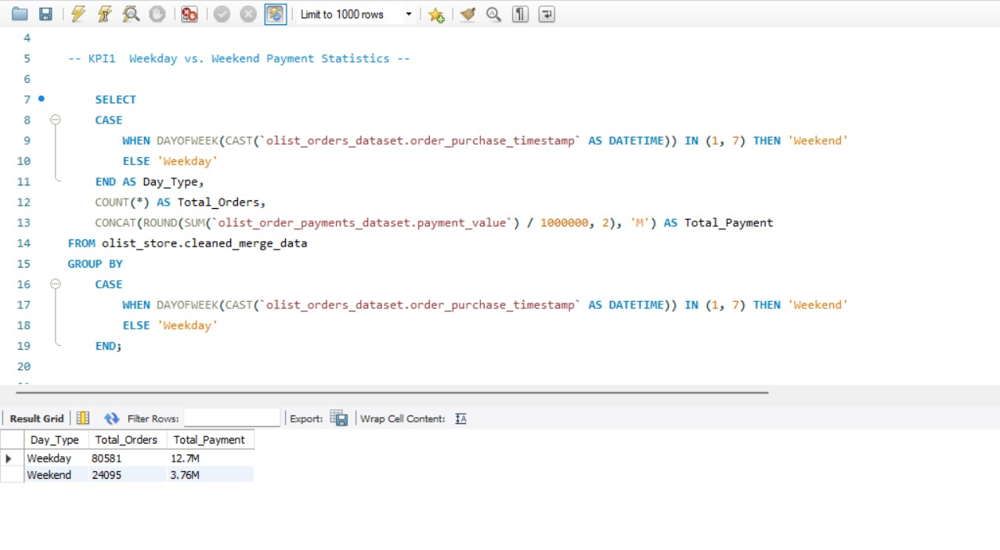 Limit to 1000 rows
4
5 -- KPI1  Weekday vs. Weekend Payment Statistics --
6
7 SELECT
8 CASE
9 WHEN DAYOFWEEK(CAST(`olist_orders_dataset.order_purchase_timestamp` AS DATETIME)) IN (1, 7) THEN 'Weekend'
10 ELSE 'Weekday'
11 END AS Day_Type,
12 COUNT(*) AS Total_Orders,
13 CONCAT(ROUND(SUM(`olist_order_payments_dataset.payment_value`) / 1000000, 2), 'M') AS Total_Payment
14 FROM olist_store.cleaned_merge_data
15 GROUP BY
16 CASE
17 WHEN DAYOFWEEK(CAST(`olist_orders_dataset.order_purchase_timestamp` AS DATETIME)) IN (1, 7) THEN 'Weekend'
18 ELSE 'Weekday'
19 END;
20
Result Grid Filter Rows: Export: Wrap Cell Content:
Day_Type Total_Orders Total_Payment
Weekday 80581 12.7M
Weekend 24095 3.76M